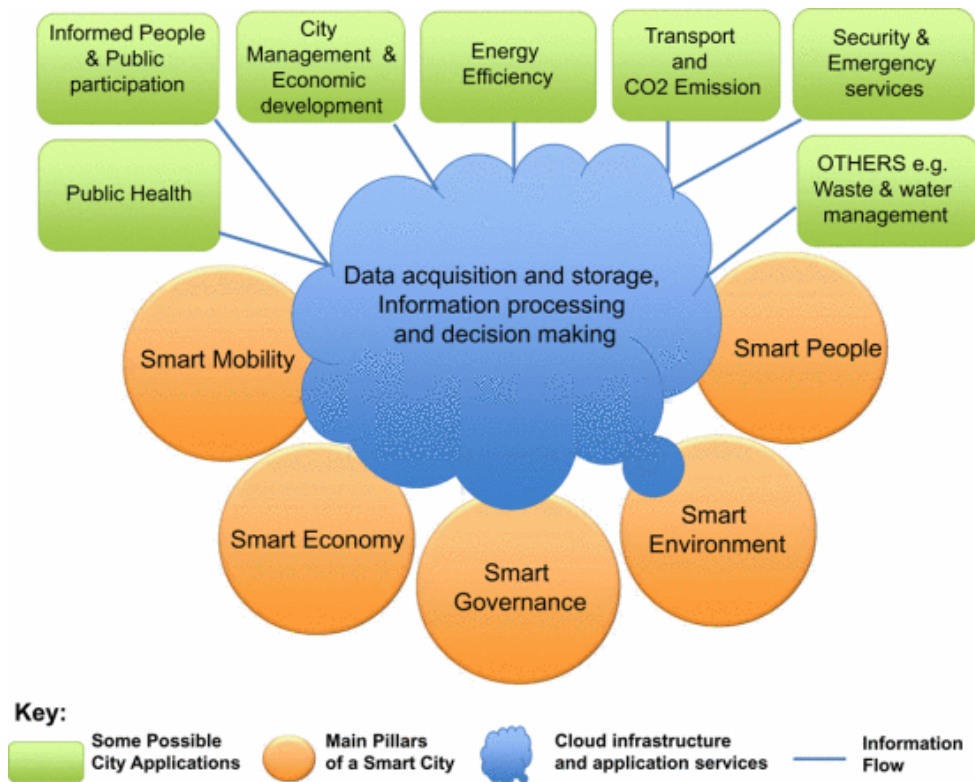 Informed People
& Public
participation
City
Management &
Economic
development
Energy
Efficiency
Transport
and
CO2 Emission
Security &
Emergency
services
Public Health
OTHERS e.g.
Waste & water
management
Data acquisition and storage,
Information processing
and decision making
Smart Mobility
Smart People
Smart Economy
Smart
Governance
Smart
Environment
Key:
Some Possible
City Applications
Main Pillars
of a Smart City
Cloud infrastructure
and application services
Information
Flow